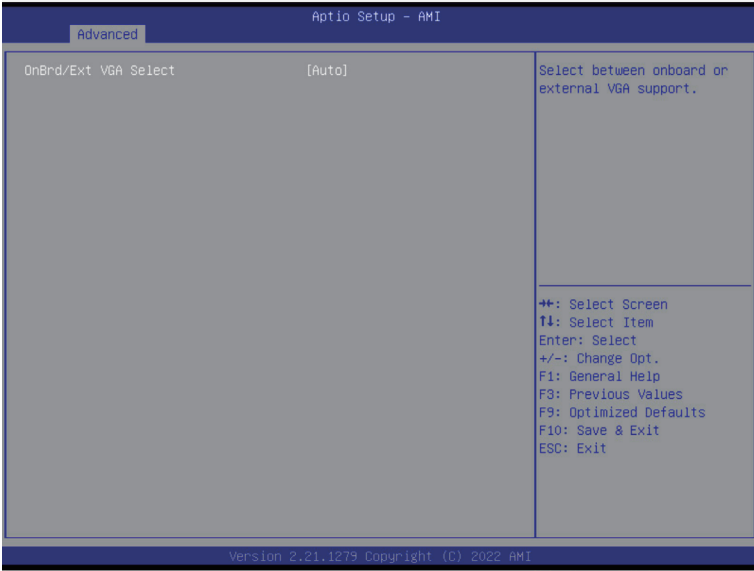 Aptio Setup – AMI
Advanced
OnBrd/Ext VGA Select [Auto]
Select between onboard or
external VGA support.
→←: Select Screen
↑↓: Select Item
Enter: Select
+/-: Change Opt.
F1: General Help
F3: Previous Values
F9: Optimized Defaults
F10: Save & Exit
ESC: Exit
Version 2.21.1279 Copyright (C) 2022 AMI